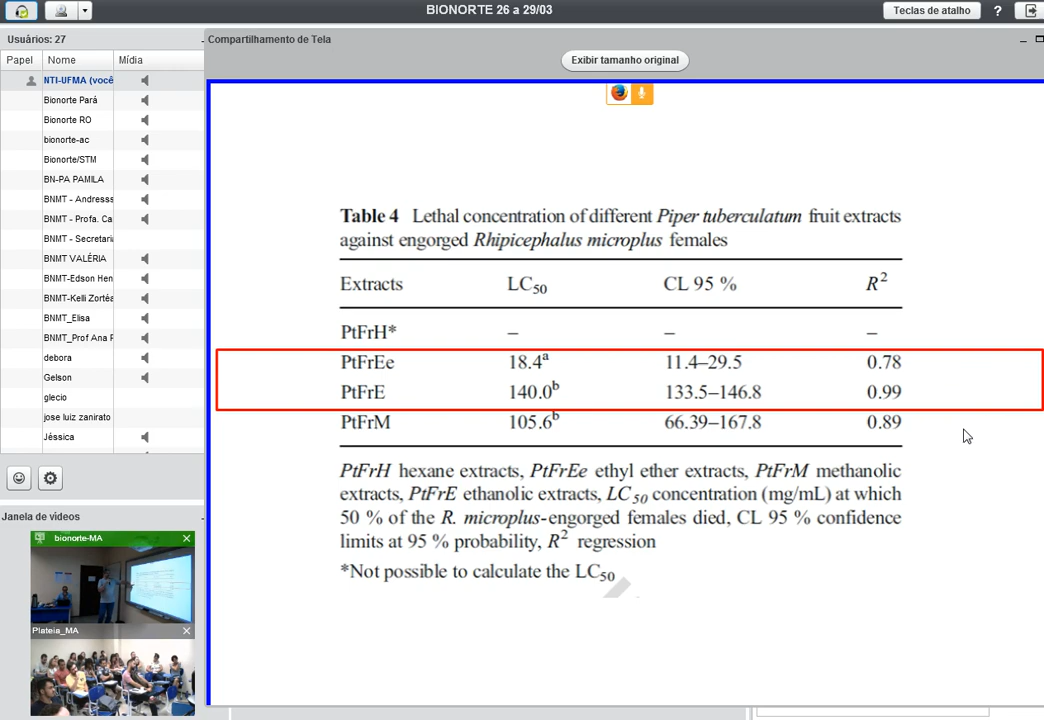 BIONORTE 26 a 29/03
Teclas de atalho
?
Usuários: 27
Compartilhamento de Tela
Papel Nome Mídia
Exibir tamanho original
NTI-UFMA (você
Bionorte Pará
Bionorte RO
bionorte-ac
Bionorte/STM
BN-PA PAMILA
BNMT - Andresss
BNMT - Profa. Ca
BNMT - Secretari
BNMT VALÉRIA
BNMT-Edson Hen
BNMT-Kelli Zortéa
BNMT_Elisa
BNMT_Prof Ana P
debora
Gelson
glecio
jose luiz zanirato
Jéssica
Janela de videos
bionorte-MA
Plateia_MA
Table 4 Lethal concentration of different Piper tuberculatum fruit extracts
against engorged Rhipicephalus microplus females
Extracts LC50 CL 95 % R2
PtFrH* – – –
PtFrEe 18.4a 11.4–29.5 0.78
PtFrE 140.0b 133.5–146.8 0.99
PtFrM 105.6b 66.39–167.8 0.89
PtFrH hexane extracts, PtFrEe ethyl ether extracts, PtFrM methanolic
extracts, PtFrE ethanolic extracts, LC50 concentration (mg/mL) at which
50 % of the R. microplus-engorged females died, CL 95 % confidence
limits at 95 % probability, R2 regression
*Not possible to calculate the LC50